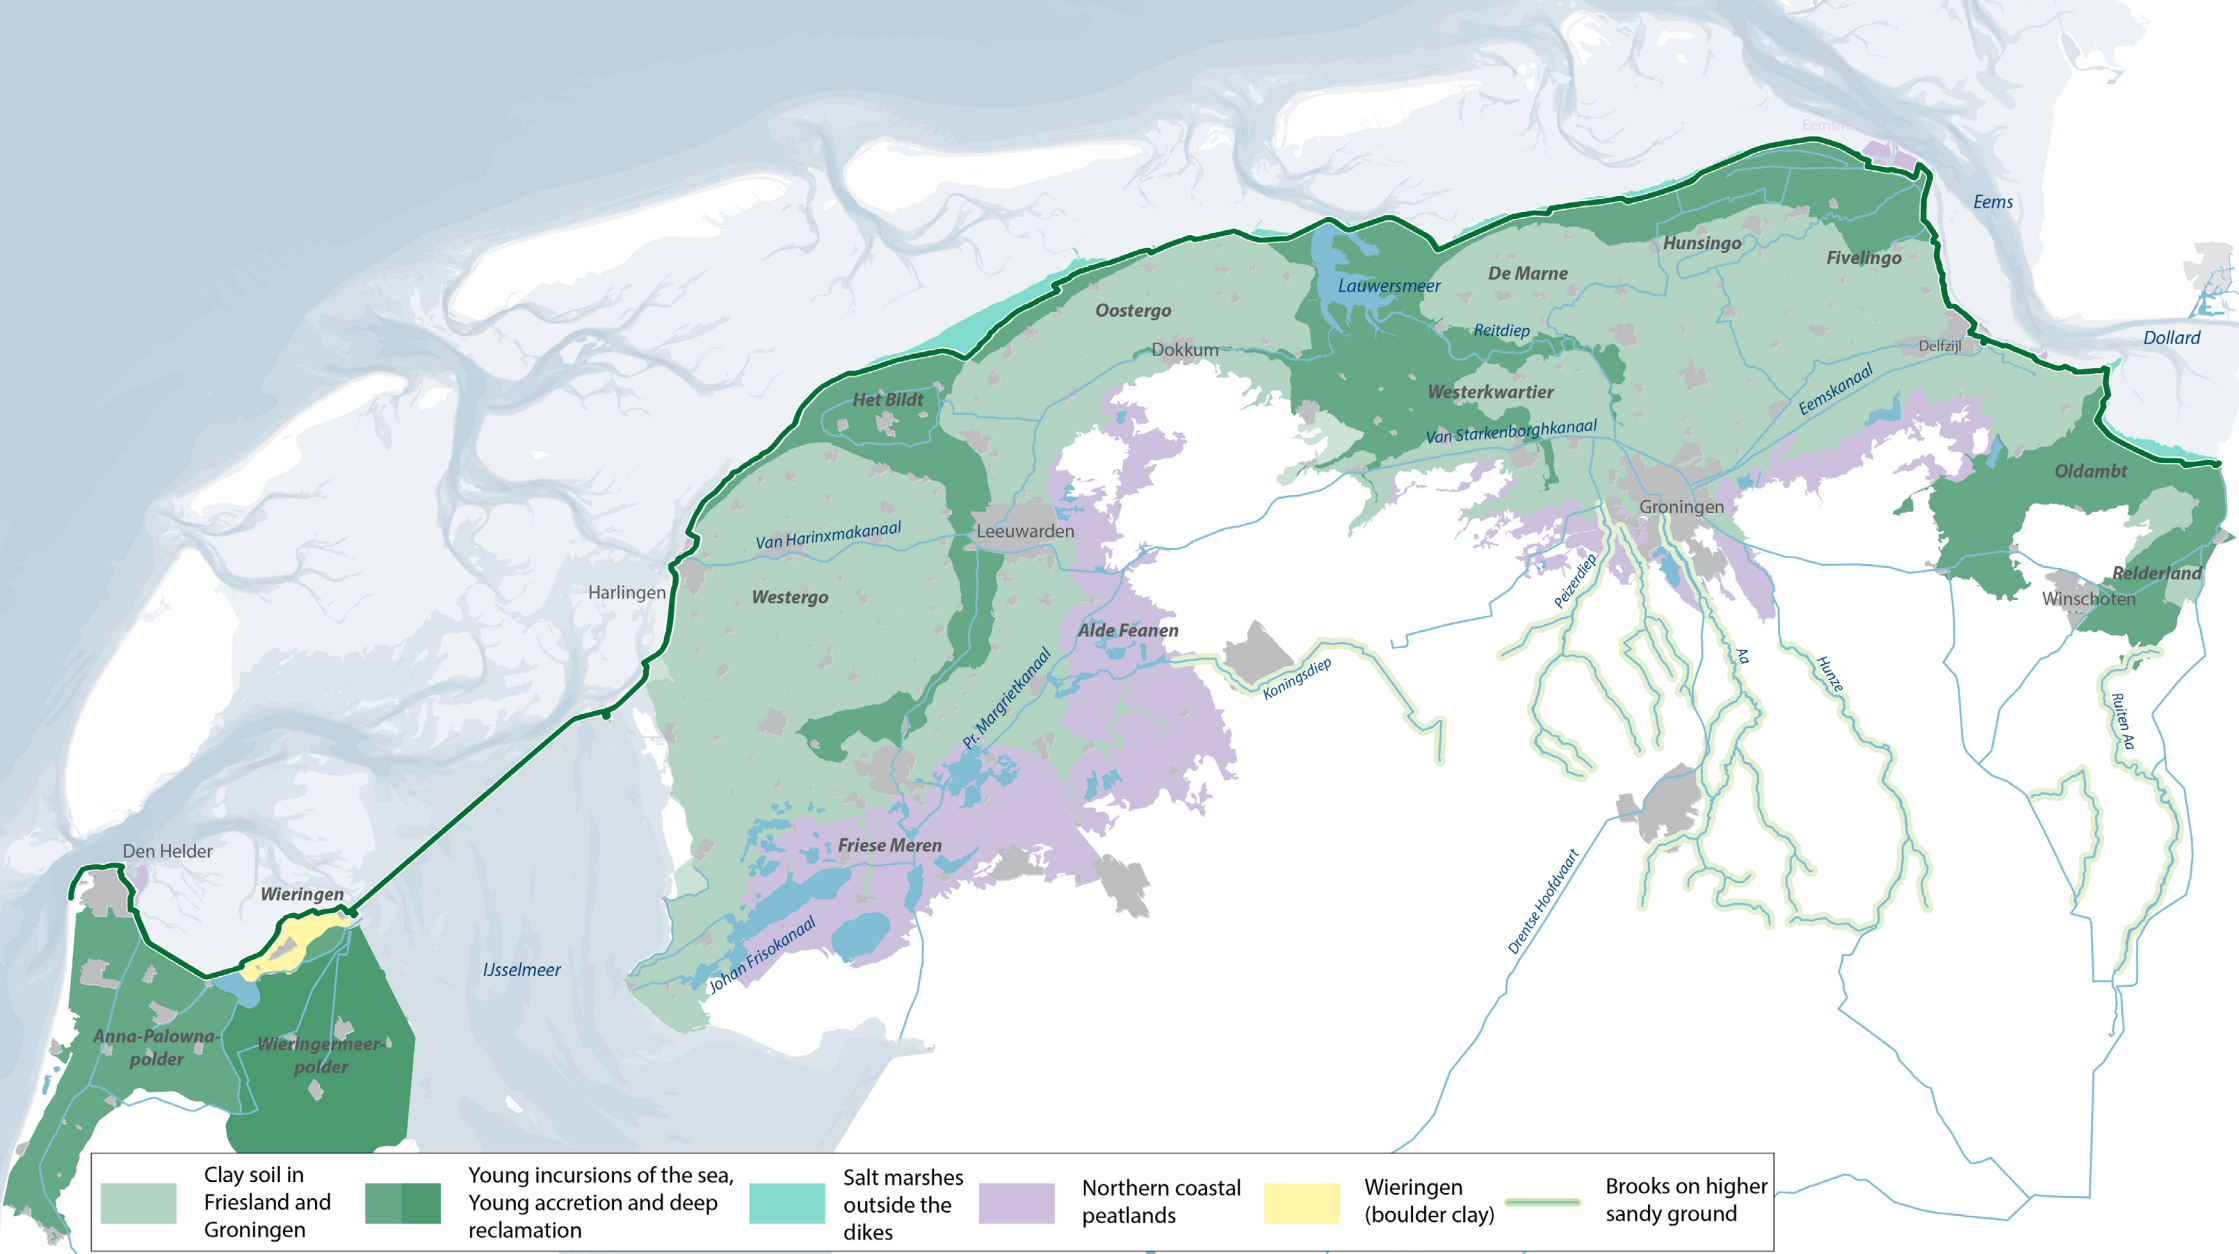 Eems
Hunsingo
Fivelingo
De Marne
Lauwersmeer
Oostergo
Reitdiep
Dollard
Delfzijl
Dokkum
Eemskanaal
Westerkwartier
Het Bildt
Van Starkenborghkanaal
Oldambt
Groningen
Leeuwarden
Van Harinxmakanaal
Harlingen
Westergo
Peizerdiep
Relderland
Winschoten
Alde Feanen
Aa
Hunze
Koningsdiep
Pr. Margrietkanaal
Ruiten Aa
Friese Meren
Den Helder
Wieringen
Drentse Hoofdvaart
Johan Frisokanaal
IJsselmeer
Anna-Palowna-
polder
Wieringermeer-
polder
Clay soil in
Friesland and
Groningen
Young incursions of the sea,
Young accretion and deep
reclamation
Salt marshes
outside the
dikes
Northern coastal
peatlands
Wieringen
(boulder clay)
Brooks on higher
sandy ground